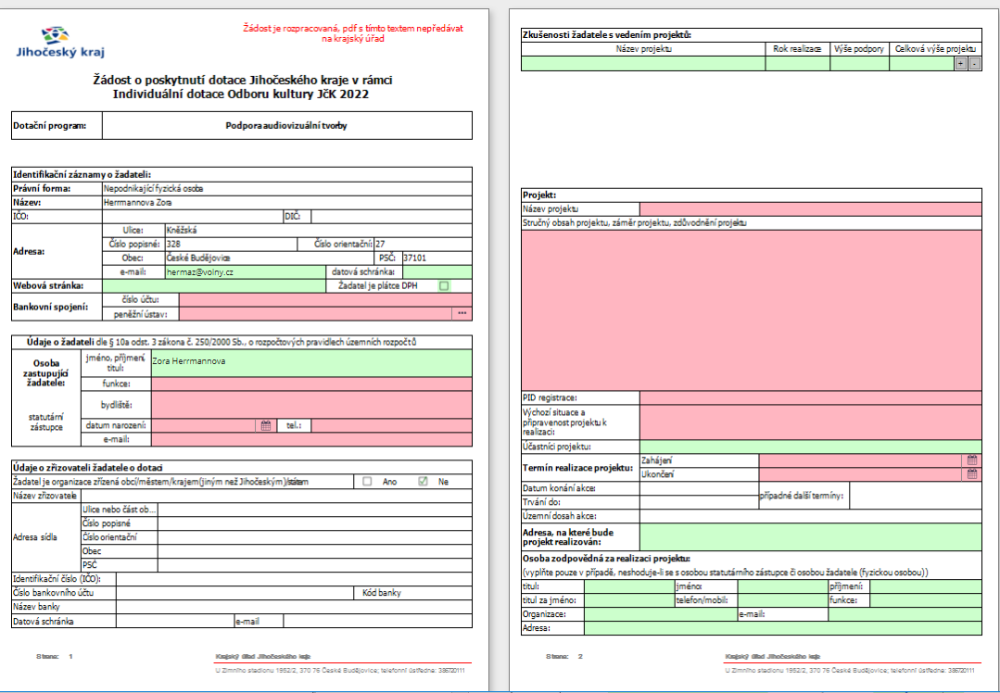 Jihočeský kraj
Žádost je rozpracovaná, pdf s tímto textem nepředávat
na krajský úřad
Žádost o poskytnutí dotace Jihočeského kraje v rámci
Individuální dotace Odboru kultury JčK 2022
Dotační program: Podpora audiovizuální tvorby
Identifikační záznamy o žadateli:
Právní forma: Nepodnikající fyzická osoba
Název: Herrmannova Zora
IČO: DIČ:
Adresa:
Ulice: Kněžská
Číslo popisné: 328 Číslo orientační: 27
Obec: České Budějovice PSČ: 37101
e-mail: hermaz@volny.cz datová schránka:
Webová stránka: Žadatel je plátce DPH
Bankovní spojení:
číslo účtu:
peněžní ústav: ...
Údaje o žadateli dle § 10a odst. 3 zákona č. 250/2000 Sb., o rozpočtových pravidlech územních rozpočtů
Osoba
zastupující
žadatele:
statutární
zástupce
jméno, příjmení,
titul:
Zora Herrmannova
funkce:
bydliště:
datum narození: tel.:
e-mail:
Údaje o zřizovateli žadatele o dotaci
Žadatel je organizace zřízená obcí/městem/krajem(jiným než Jihočeským)/státem Ano Ne
Název zřizovatele
Adresa sídla
Ulice nebo část ob...
Číslo popisné
Číslo orientační
Obec
PSČ
Identifikační číslo (IČO):
Číslo bankovního účtu Kód banky
Název banky
Datová schránka e-mail
Strana: 1
Krajský úřad Jihočeského kraje
U Zimního stadionu 1952/2, 370 76 České Budějovice; telefonní ústředna: 386720111
Zkušenosti žadatele s vedením projektů:
Název projektu Rok realizace Výše podpory Celková výše projektu
+ -
Projekt:
Název projektu
Stručný obsah projektu, záměr projektu, zdůvodnění projektu
PID registrace:
Výchozí situace a
připravenost projektu k
realizaci:
Účastníci projektu:
Termín realizace projektu:
Zahájení
Ukončení
Datum konání akce:
Trvání do:
případné další termíny:
Územní dosah akce:
Adresa, na které bude
projekt realizován:
Osoba zodpovědná za realizaci projektu:
(vyplňte pouze v případě, neshoduje-li se s osobou statutárního zástupce či osobou žadatele (fyzickou osobou))
titul: jméno: příjmení:
titul za jméno: telefon/mobil: funkce:
Organizace: e-mail:
Adresa:
Strana: 2
Krajský úřad Jihočeského kraje
U Zimního stadionu 1952/2, 370 76 České Budějovice; telefonní ústředna: 386720111